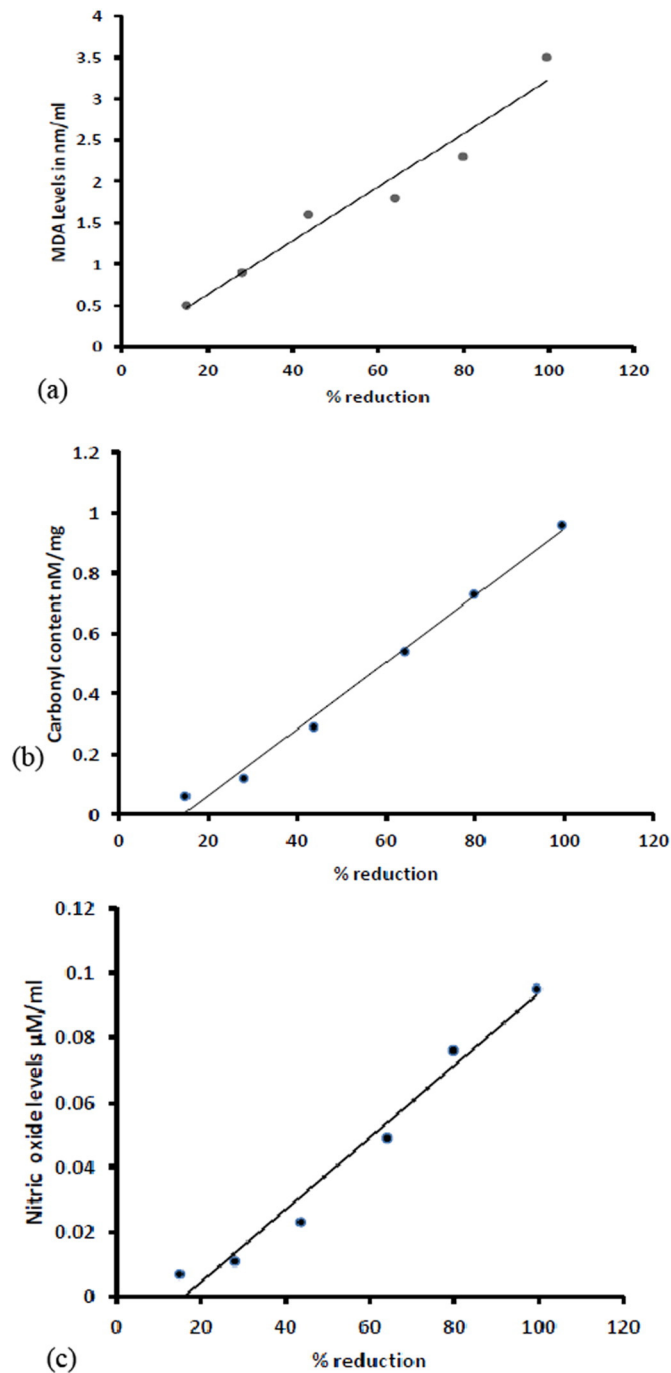 MDA Levels in nm/ml
4
3.5
3
2.5
2
1.5
1
0.5
0
0 20 40 60 80 100 120
% reduction
(a)
Carbonyl content nM/mg
1.2
1
0.8
0.6
0.4
0.2
0
0 20 40 60 80 100 120
% reduction
(b)
Nitric oxide levels µM/ml
0.12
0.1
0.08
0.06
0.04
0.02
0
0 20 40 60 80 100 120
% reduction
(c)